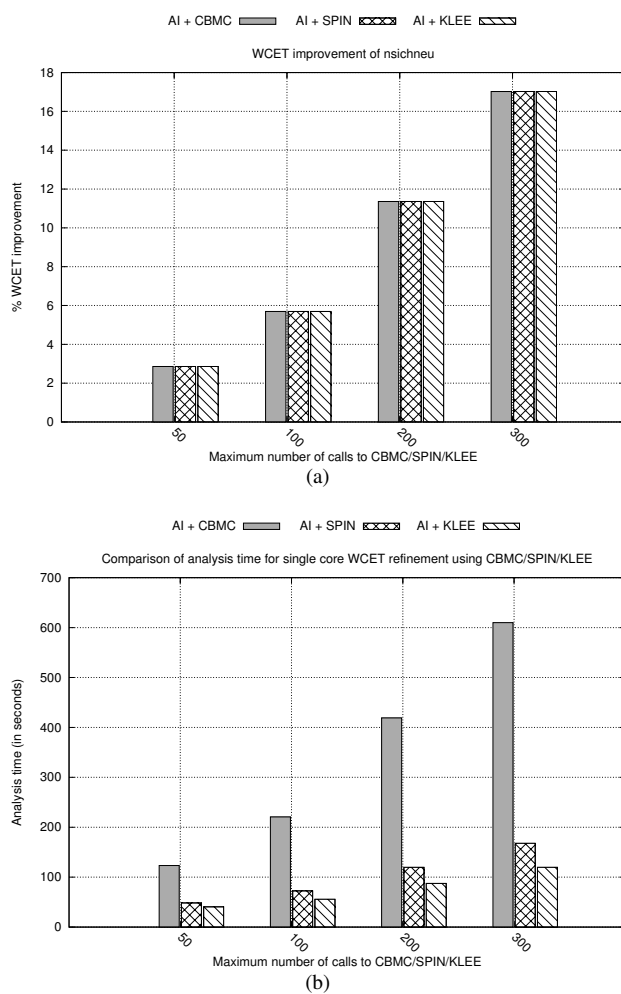 AI + CBMC AI + SPIN AI + KLEE
WCET improvement of nsichneu
18
16
14
12
10
8
6
4
2
0
% WCET improvement
50 100 200 300
Maximum number of calls to CBMC/SPIN/KLEE
(a)
AI + CBMC AI + SPIN AI + KLEE
Comparison of analysis time for single core WCET refinement using CBMC/SPIN/KLEE
700
600
500
400
300
200
100
0
Analysis time (in seconds)
50 100 200 300
Maximum number of calls to CBMC/SPIN/KLEE
(b)